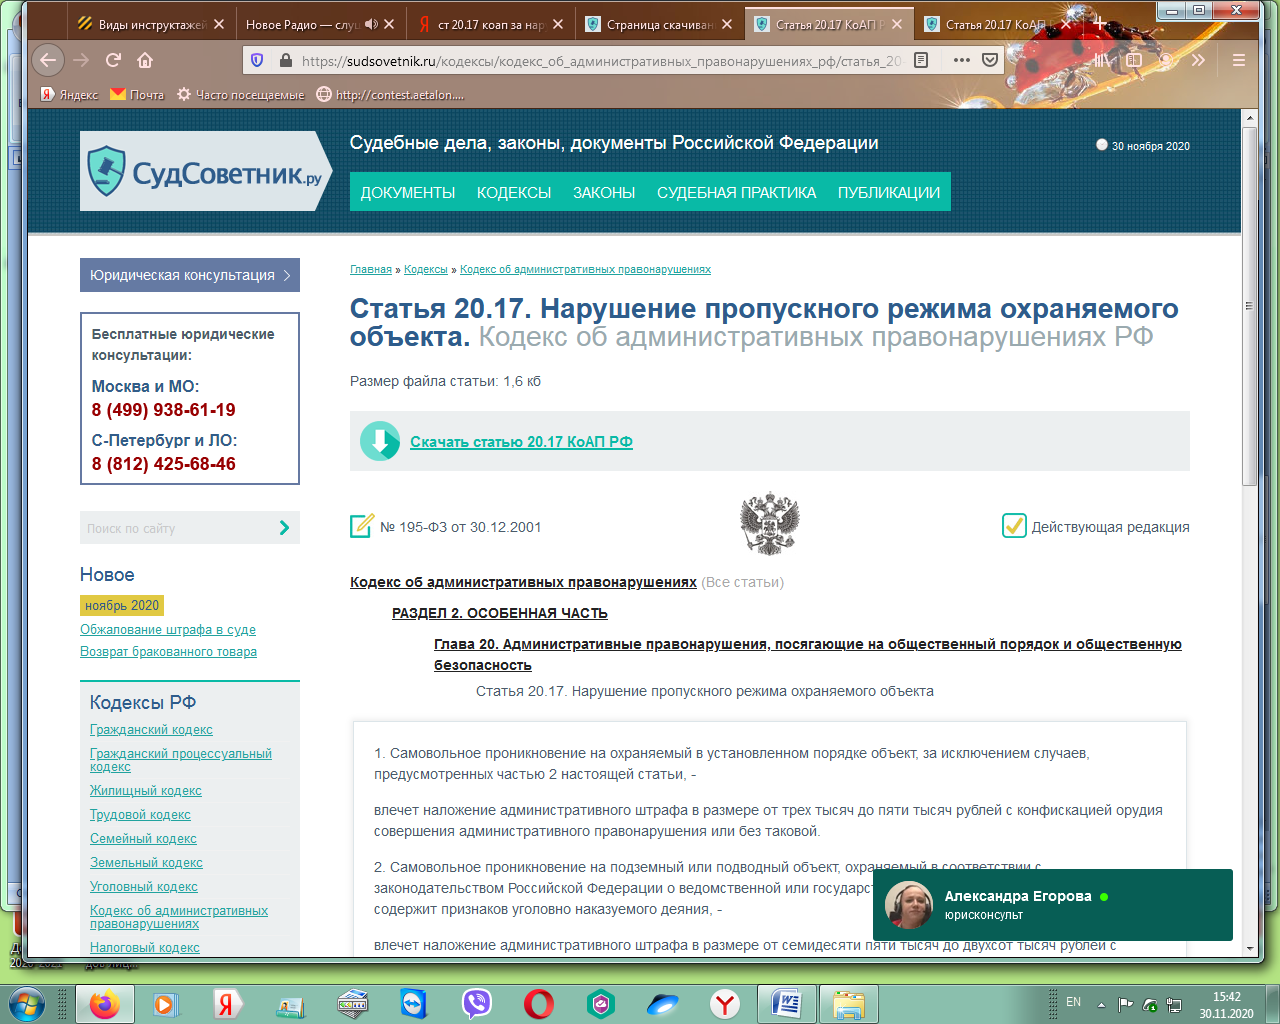 Виды инструктажей
Новое Радио — слуш
ст 20.17 коап за нар
Страница скачиван
Статья 20.17 КоАП Р
Статья 20.17 КоАП
https://sudsovetnik.ru/кодексы/кодекс_об_административных_правонарушениях_рф/статья_20
Яндекс
Почта
Часто посещаемые
http://contest.aetalon....
СудСоветник.ру
Судебные дела, законы, документы Российской Федерации
30 ноября 2020
ДОКУМЕНТЫ КОДЕКСЫ ЗАКОНЫ СУДЕБНАЯ ПРАКТИКА ПУБЛИКАЦИИ
Юридическая консультация
Бесплатные юридические
консультации:
Москва и МО:
8 (499) 938-61-19
С-Петербург и ЛО:
8 (812) 425-68-46
Поиск по сайту
Новое
ноябрь 2020
Обжалование штрафа в суде
Возврат бракованного товара
Кодексы РФ
Гражданский кодекс
Гражданский процессуальный
кодекс
Жилищный кодекс
Трудовой кодекс
Семейный кодекс
Земельный кодекс
Уголовный кодекс
Кодекс об административных
правонарушениях
Налоговый кодекс
Главная » Кодексы » Кодекс об административных правонарушениях
Статья 20.17. Нарушение пропускного режима охраняемого
объекта. Кодекс об административных правонарушениях РФ
Размер файла статьи: 1,6 кб
Скачать статью 20.17 КоАП РФ
№ 195-ФЗ от 30.12.2001
Действующая редакция
Кодекс об административных правонарушениях (Все статьи)
РАЗДЕЛ 2. ОСОБЕННАЯ ЧАСТЬ
Глава 20. Административные правонарушения, посягающие на общественный порядок и общественную
безопасность
Статья 20.17. Нарушение пропускного режима охраняемого объекта
1. Самовольное проникновение на охраняемый в установленном порядке объект, за исключением случаев,
предусмотренных частью 2 настоящей статьи, -
влечет наложение административного штрафа в размере от трех тысяч до пяти тысяч рублей с конфискацией орудия
совершения административного правонарушения или без таковой.
2. Самовольное проникновение на подземный или подводный объект, охраняемый в соответствии с
законодательством Российской Федерации о ведомственной или государст
содержит признаков уголовно наказуемого деяния, -
влечет наложение административного штрафа в размере от семидесяти пяти тысяч до двухсот тысяч рублей с
Александра Егорова
юрисконсульт
EN
15:42
30.11.2020